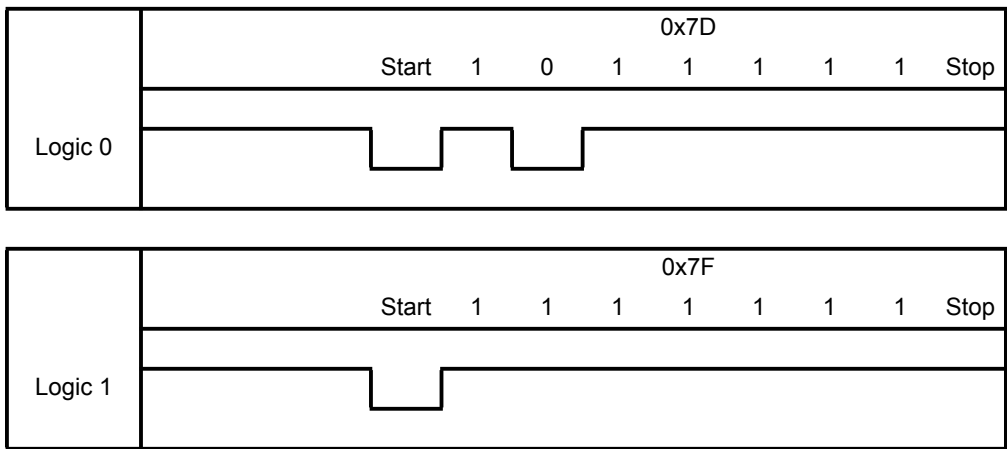 0x7D
Start 1 0 1 1 1 1 1 Stop
Logic 0
0x7F
Start 1 1 1 1 1 1 1 Stop
Logic 1